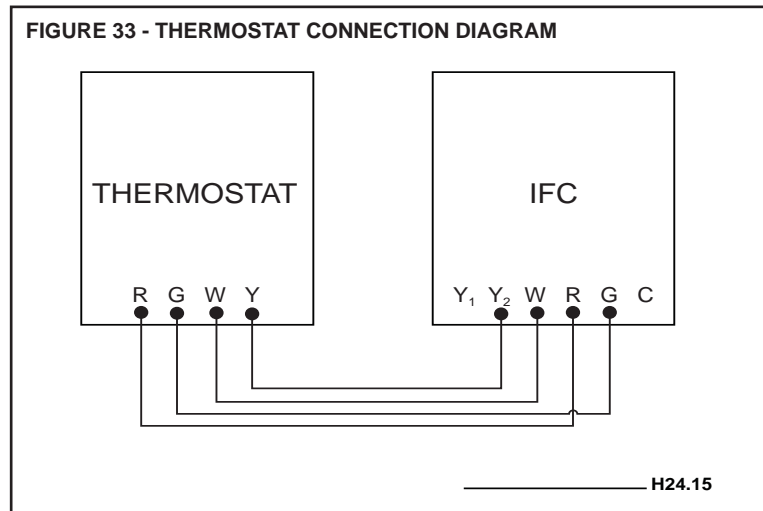 FIGURE 33 - THERMOSTAT CONNECTION DIAGRAM
THERMOSTAT
IFC
R G W Y
Y₁ Y₂ W R G C
H24.15